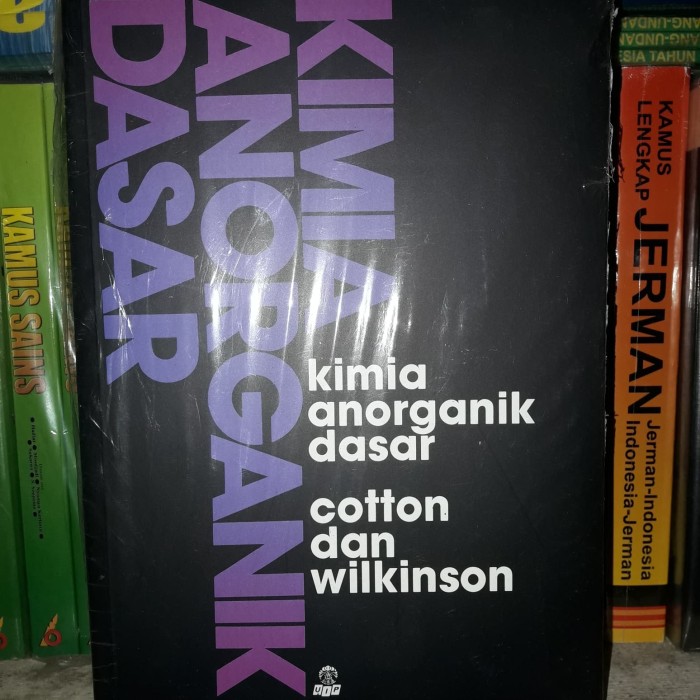 KIMIA
ANORGANIK
DASAR
kimia
anorganik
dasar
cotton
dan
wilkinson
UIP
KAMUS SAINS
KAMUS
LENGKAP
JERMAN
Jerman-Indonesia
Indonesia-Jerman